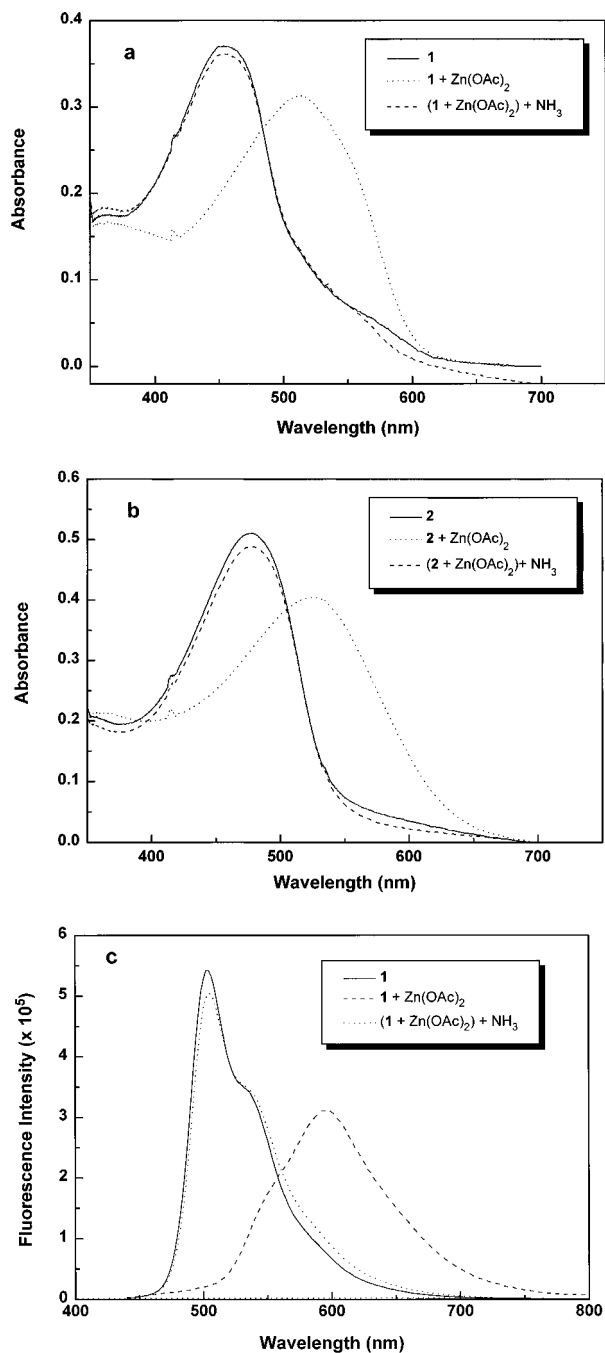 a
1
1 + Zn(OAc)2
(1 + Zn(OAc)2) + NH3
0.4
0.3
0.2
0.1
0.0
Absorbance
400 500 600 700
Wavelength (nm)
b
2
2 + Zn(OAc)2
(2 + Zn(OAc)2)+ NH3
0.6
0.5
0.4
0.3
0.2
0.1
0.0
Absorbance
400 500 600 700
Wavelength (nm)
c
1
1 + Zn(OAc)2
(1 + Zn(OAc)2) + NH3
6
5
4
3
2
1
0
Fluorescence Intensity (x 10^5)
400 500 600 700 800
Wavelength (nm)